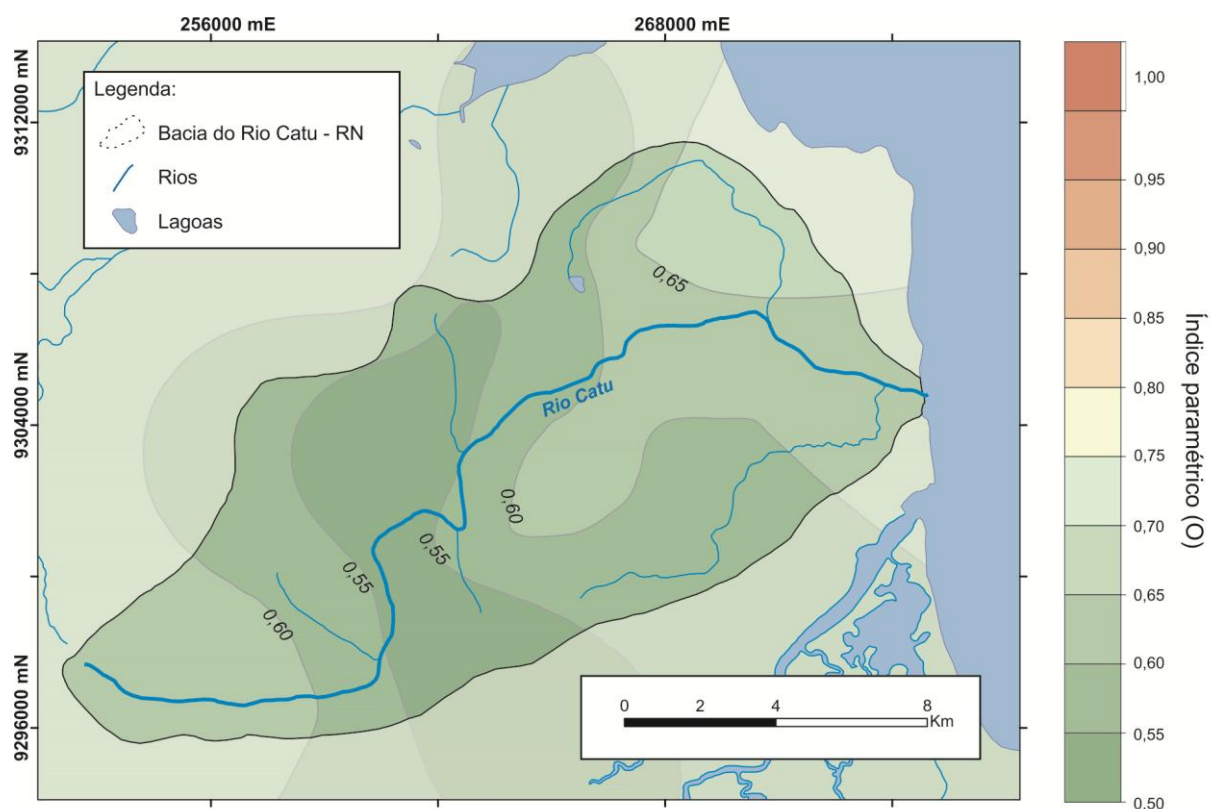 256000 mE
268000 mE
9312000 mN
9304000 mN
9296000 mN
Legenda:
Bacia do Rio Catu - RN
Rios
Lagoas
0,65
Rio Catu
0,60
0,55
0,55
0,60
0 2 4 8
Km
1,00
0,95
0,90
0,85
0,80
0,75
0,70
0,65
0,60
0,55
0,50
Índice paramétrico (O)